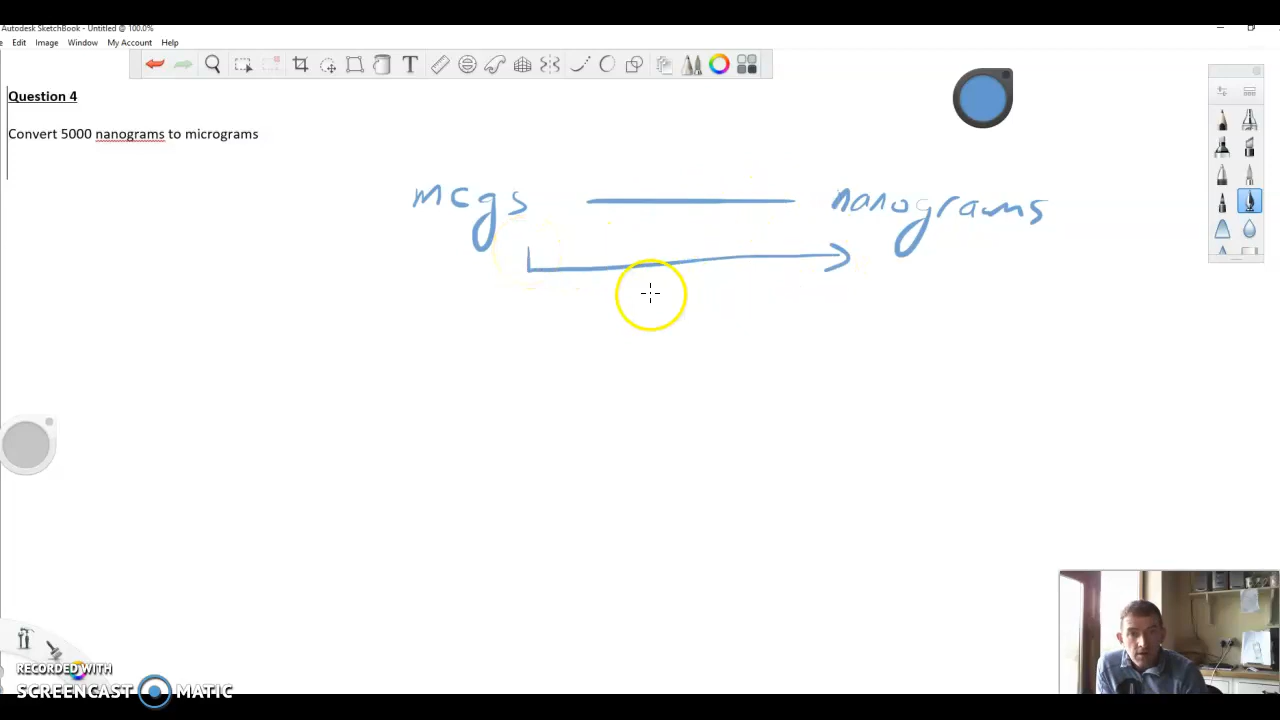 Autodesk SketchBook - Untitled @ 100.0%
Edit Image Window My Account Help
Question 4
Convert 5000 nanograms to micrograms
mcgs nanograms
RECORDED WITH
SCREENCAST MATIC